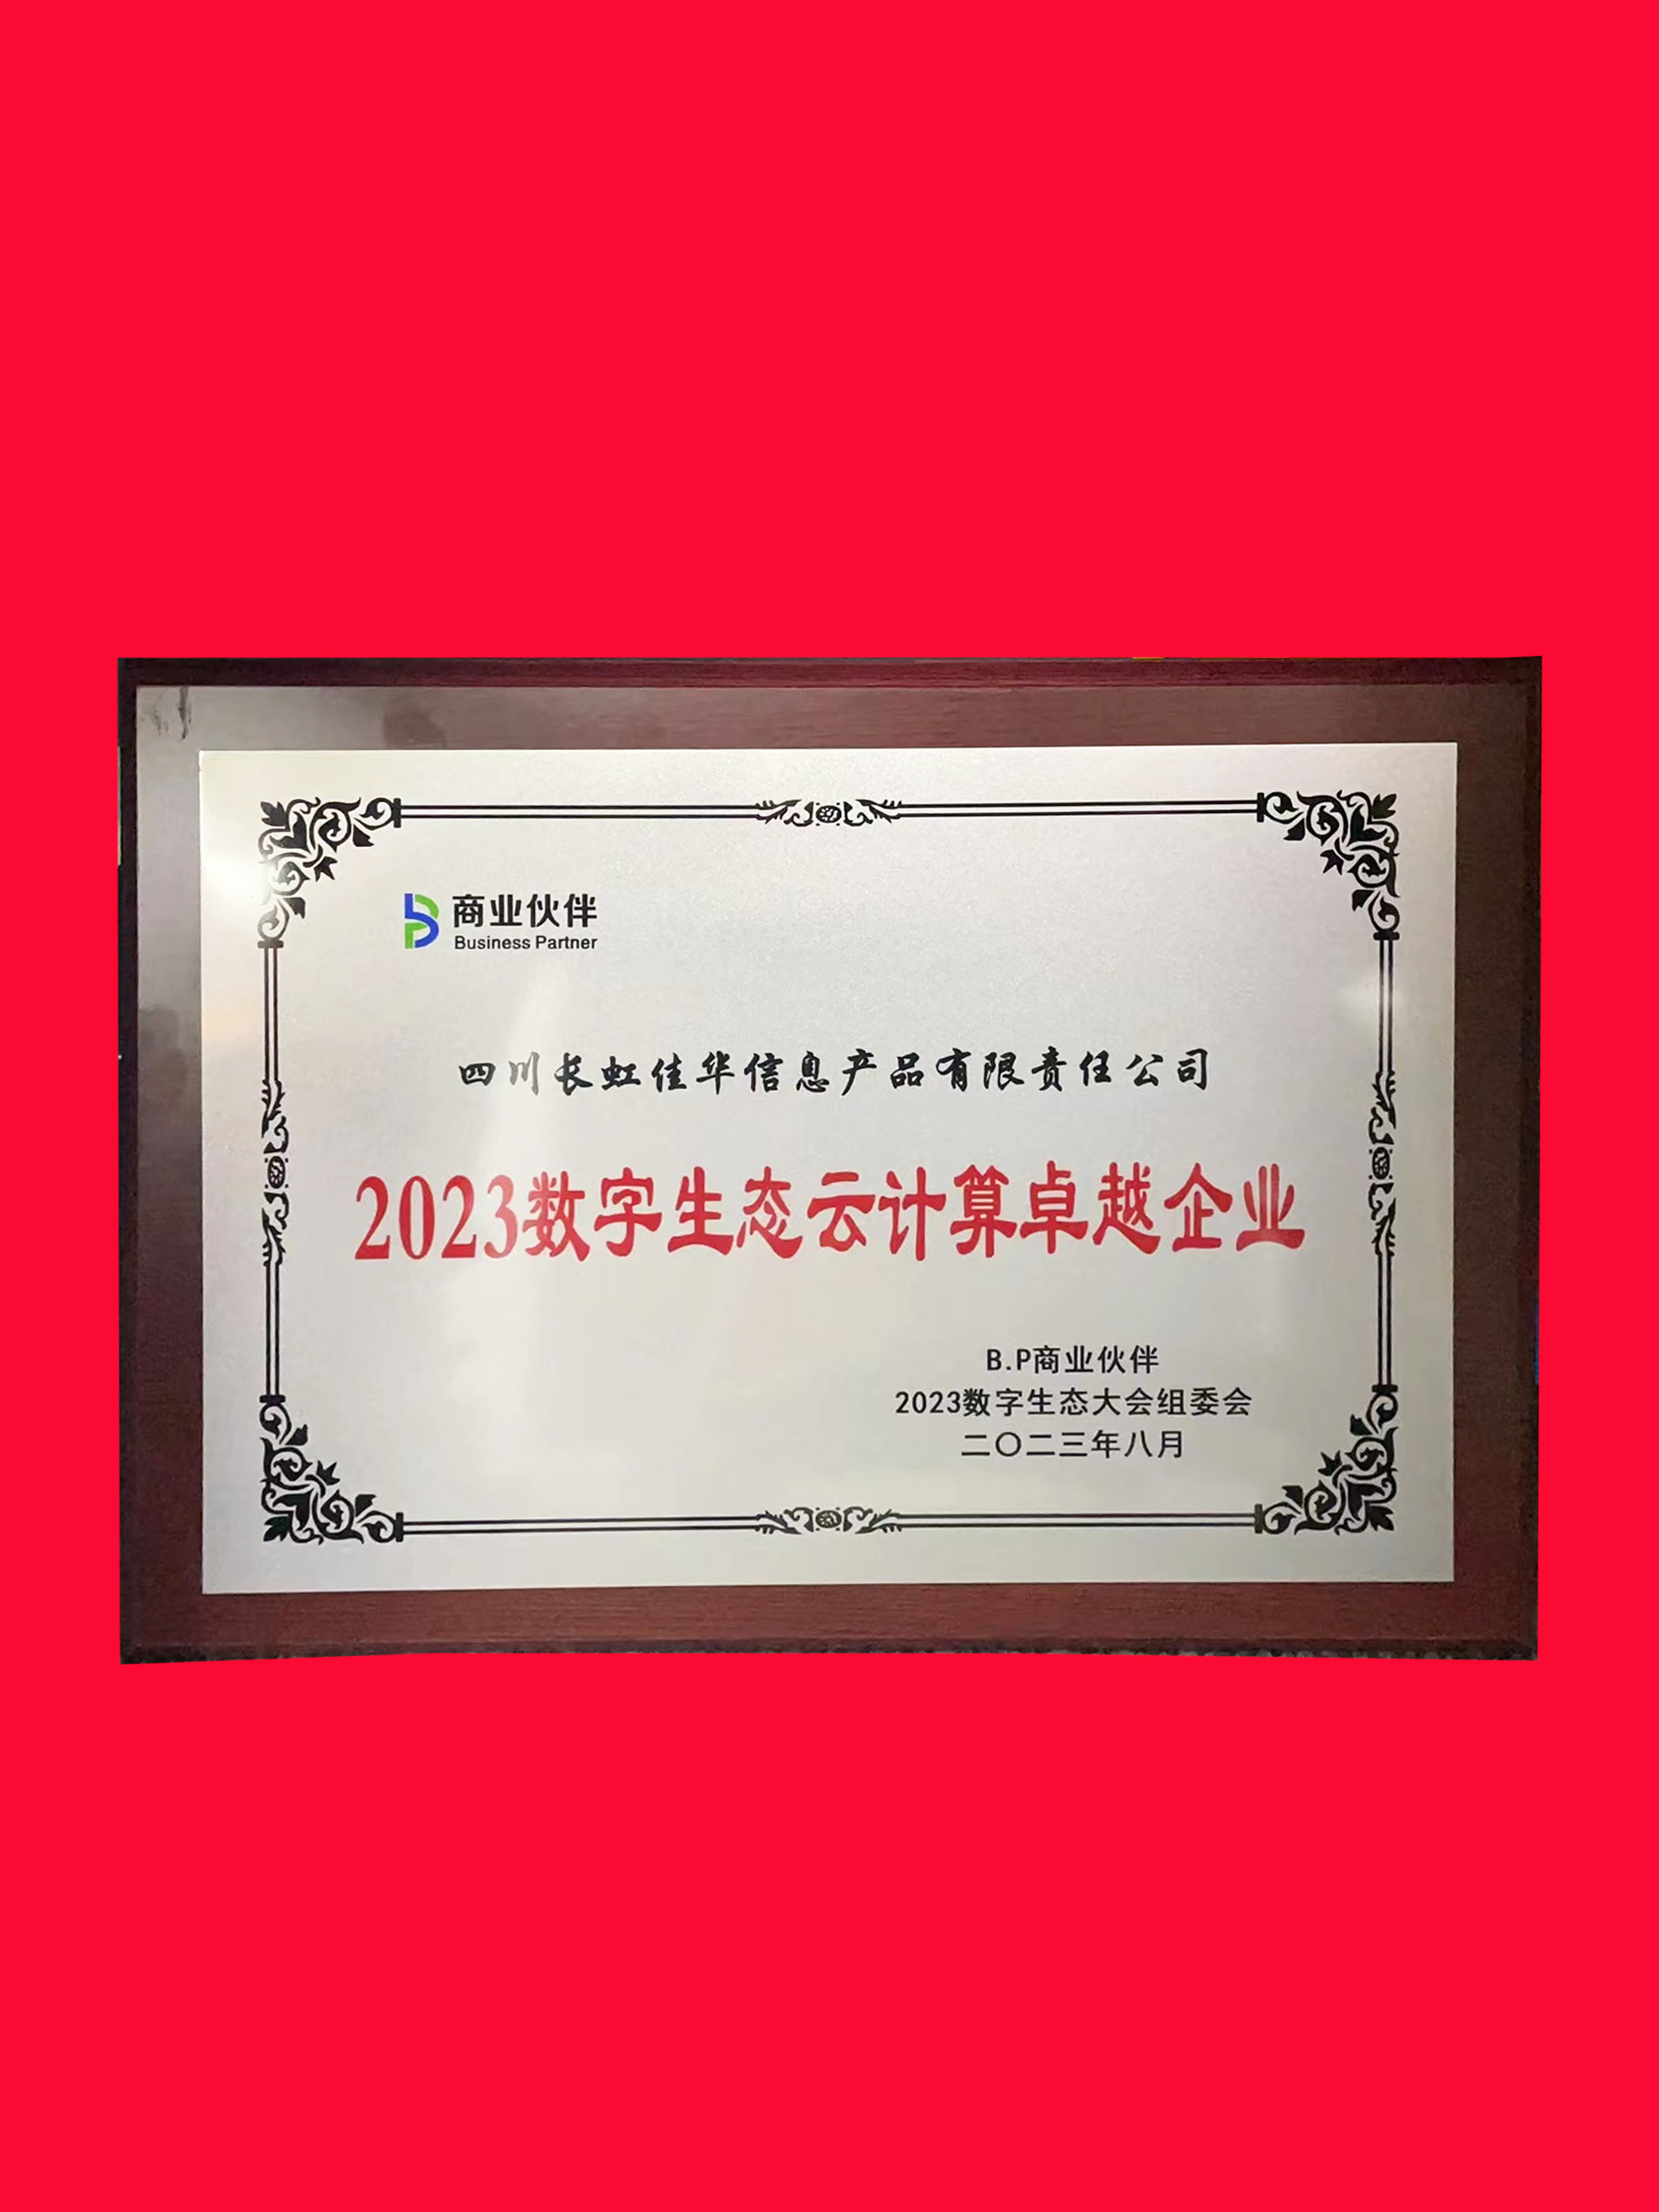 商业伙伴
Business Partner
四川长虹佳华信息产品有限责任公司
2023数字生态云计算卓越企业
B.P商业伙伴
2023数字生态大会组委会
二〇二三年八月